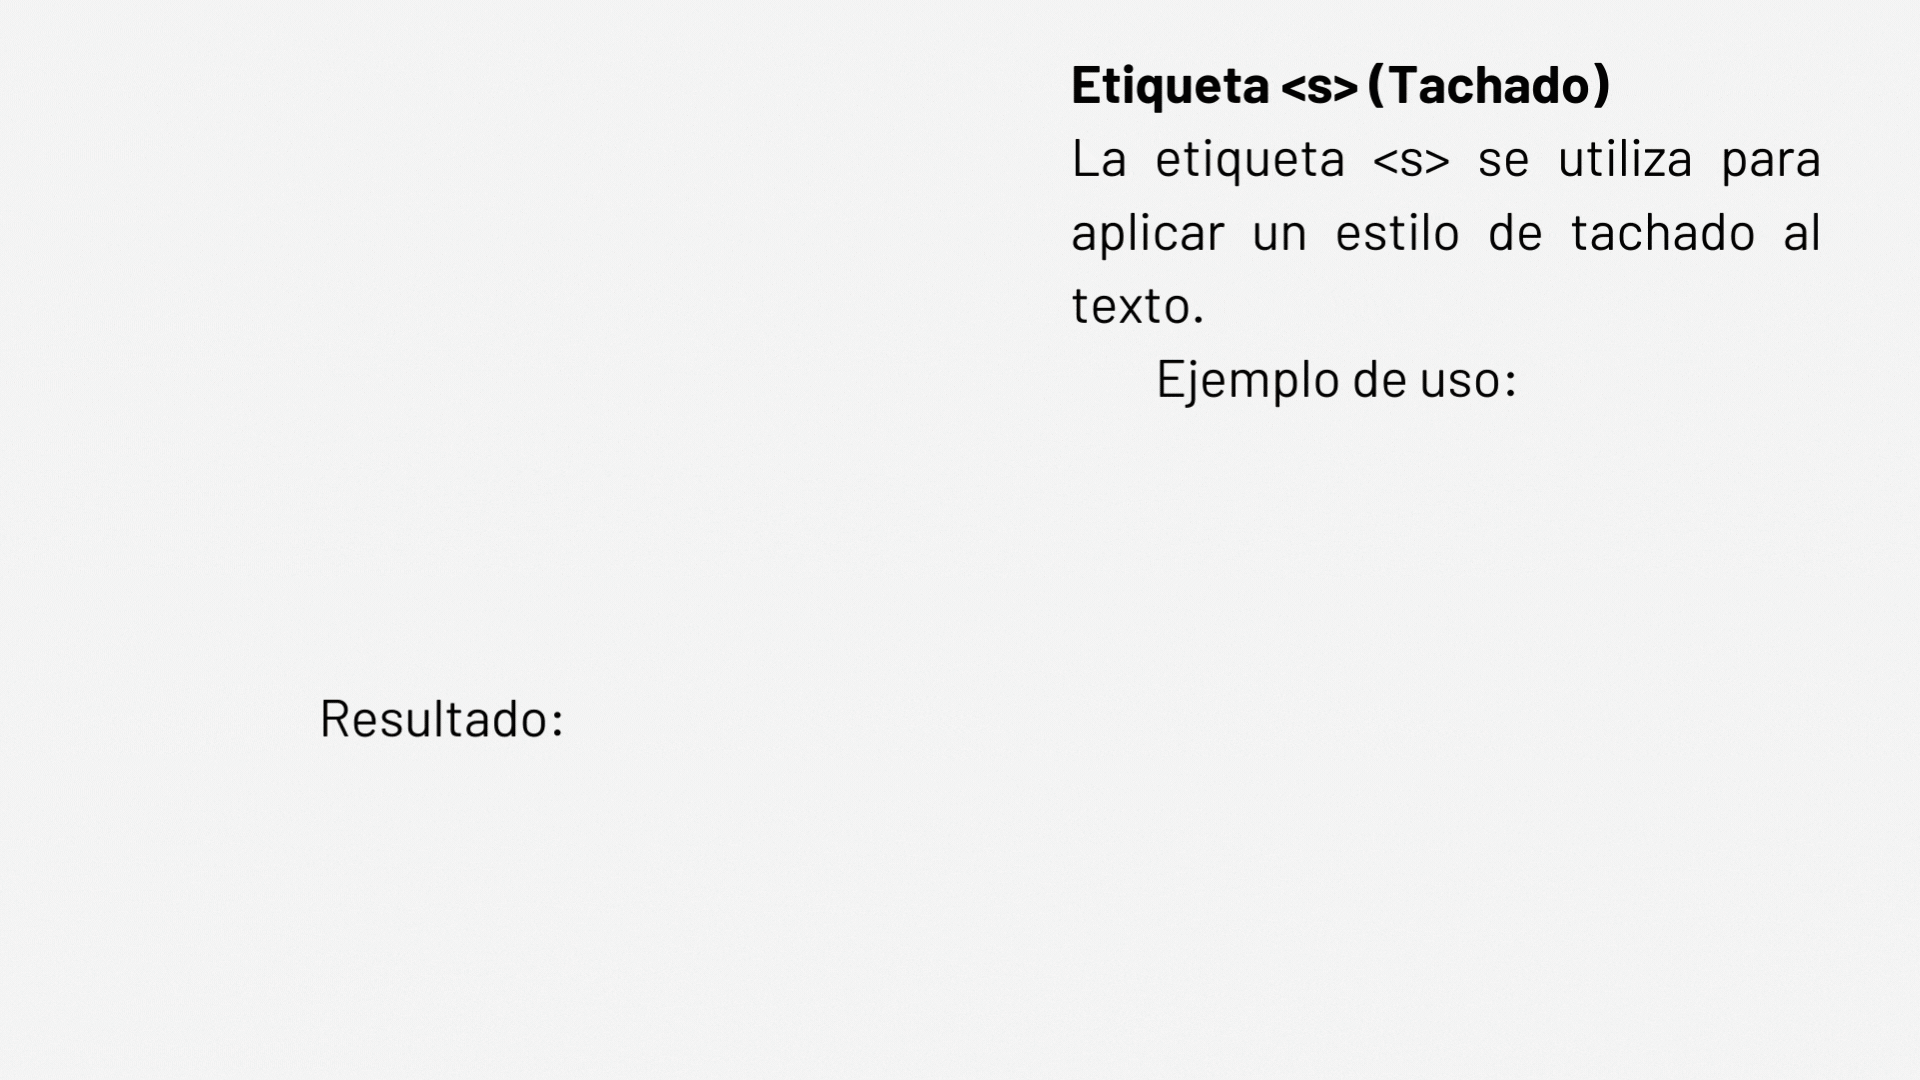 Etiqueta <s> (Tachado)
La etiqueta <s> se utiliza para
aplicar un estilo de tachado al
texto.
Ejemplo de uso:
Resultado: